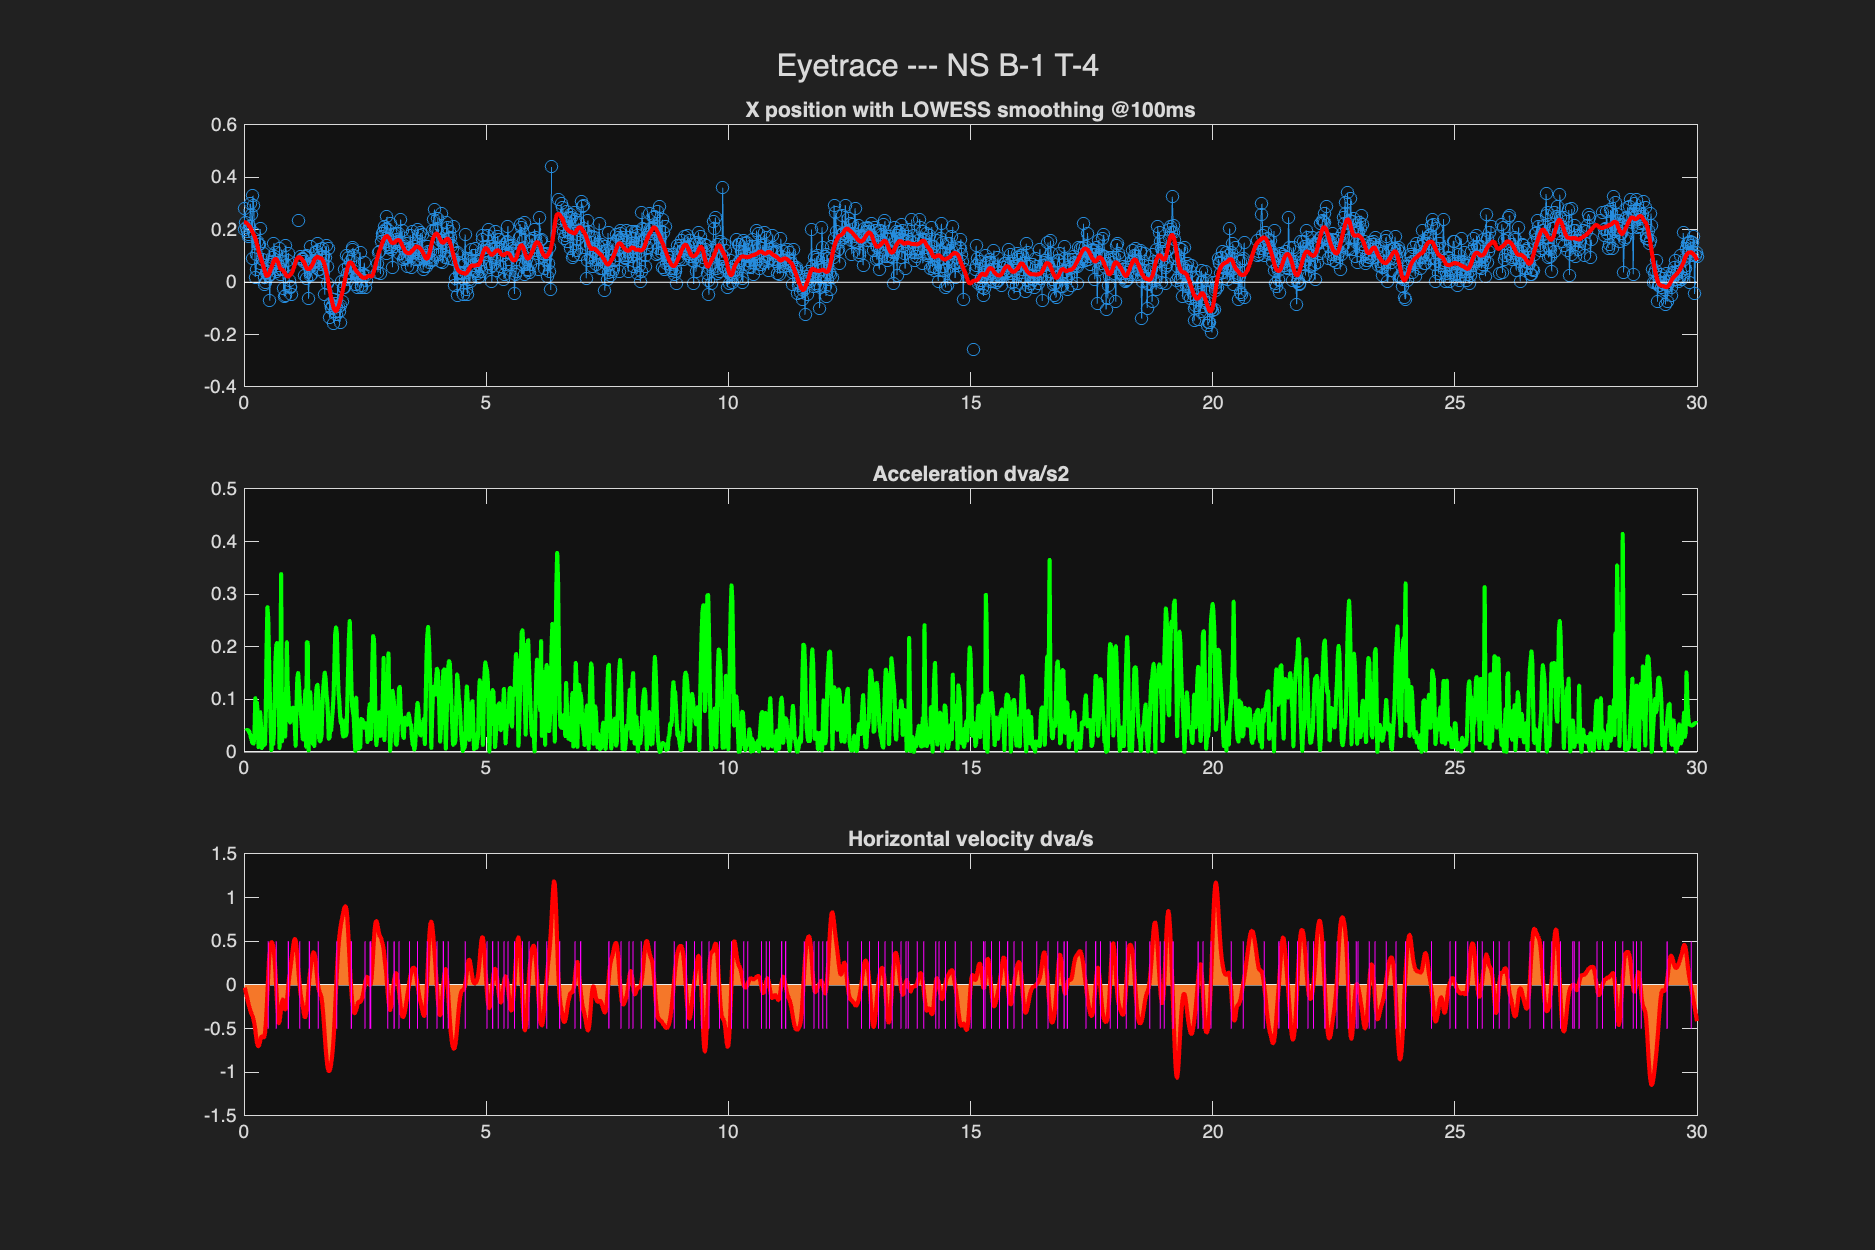 Eyetrace --- NS B-1 T-4
X position with LOWESS smoothing @100ms
0.6
0.4
0.2
0
-0.2
-0.4
0 5 10 15 20 25 30
Acceleration dva/s2
0.5
0.4
0.3
0.2
0.1
0
0 5 10 15 20 25 30
Horizontal velocity dva/s
1.5
1
0.5
0
-0.5
-1
-1.5
0 5 10 15 20 25 30